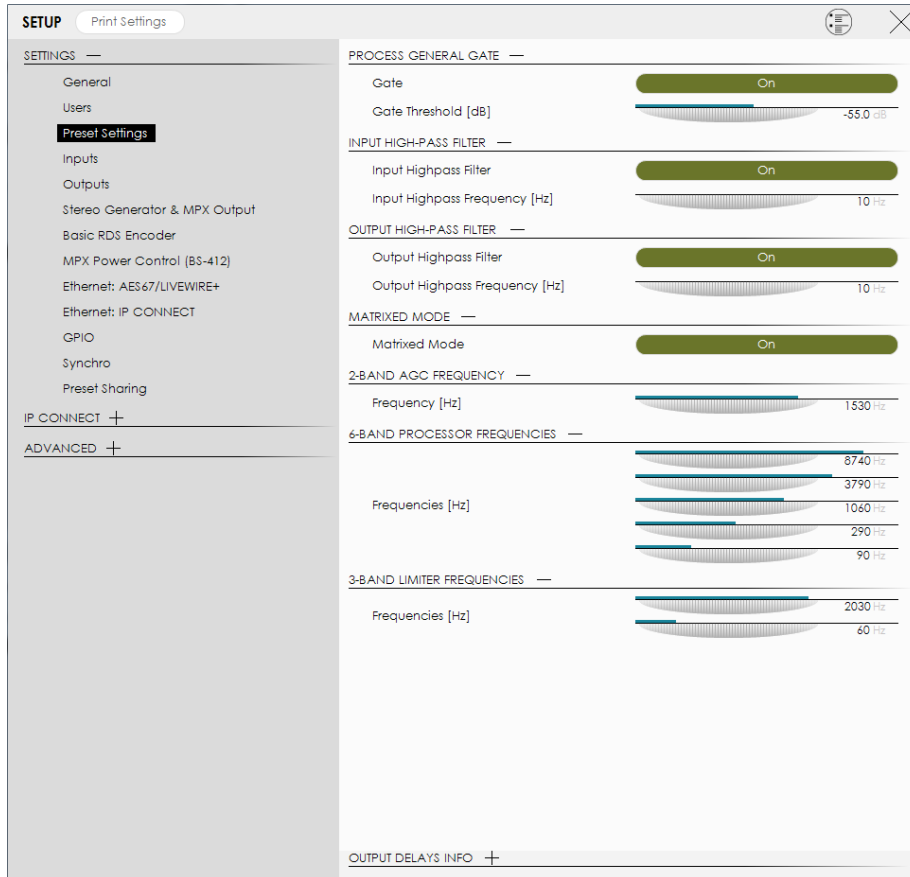 SETUP Print Settings
SETTINGS —
General
Users
Preset Settings
Inputs
Outputs
Stereo Generator & MPX Output
Basic RDS Encoder
MPX Power Control (BS-412)
Ethernet: AES67/LIVEWIRE+
Ethernet: IP CONNECT
GPIO
Synchro
Preset Sharing
IP CONNECT +
ADVANCED +
PROCESS GENERAL GATE —
Gate On
Gate Threshold [dB] -55.0 dB
INPUT HIGH-PASS FILTER —
Input Highpass Filter On
Input Highpass Frequency [Hz] 10 Hz
OUTPUT HIGH-PASS FILTER —
Output Highpass Filter On
Output Highpass Frequency [Hz] 10 Hz
MATRIXED MODE —
Matrixed Mode On
2-BAND AGC FREQUENCY —
Frequency [Hz] 1530 Hz
6-BAND PROCESSOR FREQUENCIES —
8740 Hz
3790 Hz
Frequencies [Hz] 1060 Hz
290 Hz
90 Hz
3-BAND LIMITER FREQUENCIES —
Frequencies [Hz] 2030 Hz
60 Hz
OUTPUT DELAYS INFO +